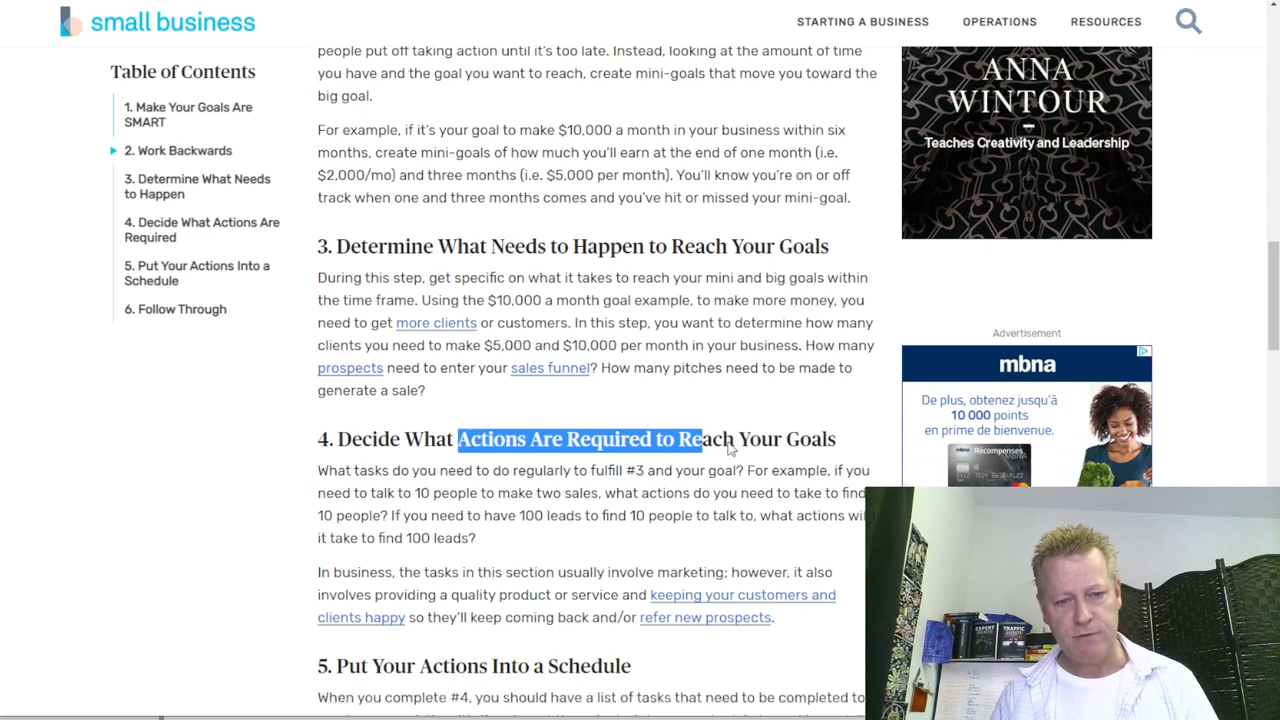 small business
STARTING A BUSINESS
OPERATIONS
RESOURCES
Table of Contents
1. Make Your Goals Are
SMART
2. Work Backwards
3. Determine What Needs
to Happen
4. Decide What Actions Are
Required
5. Put Your Actions Into a
Schedule
6. Follow Through
people put off taking action until it's too late. Instead, looking at the amount of time
you have and the goal you want to reach, create mini-goals that move you toward the
big goal.
For example, if it's your goal to make $10,000 a month in your business within six
months, create mini-goals of how much you'll earn at the end of one month (i.e.
$2,000/mo) and three months (i.e. $5,000 per month). You'll know you're on or off
track when one and three months comes and you've hit or missed your mini-goal.
3. Determine What Needs to Happen to Reach Your Goals
During this step, get specific on what it takes to reach your mini and big goals within
the time frame. Using the $10,000 a month goal example, to make more money, you
need to get more clients or customers. In this step, you want to determine how many
clients you need to make $5,000 and $10,000 per month in your business. How many
prospects need to enter your sales funnel? How many pitches need to be made to
generate a sale?
4. Decide What Actions Are Required to Reach Your Goals
What tasks do you need to do regularly to fulfill #3 and your goal? For example, if you
need to talk to 10 people to make two sales, what actions do you need to take to find
10 people? If you need to have 100 leads to find 10 people to talk to, what actions wil
it take to find 100 leads?
In business, the tasks in this section usually involve marketing; however, it also
involves providing a quality product or service and keeping your customers and
clients happy so they'll keep coming back and/or refer new prospects.
5. Put Your Actions Into a Schedule
When you complete #4, you should have a list of tasks that need to be completed to
ANNA
WINTOUR
Teaches Creativity and Leadership
Advertisement
mbna
De plus, obtenez jusqu'à
10 000 points
en prime de bienvenue.
Récompenses
MBNA
EXPERT
SECRETS
TRAFFIC
SECRETS